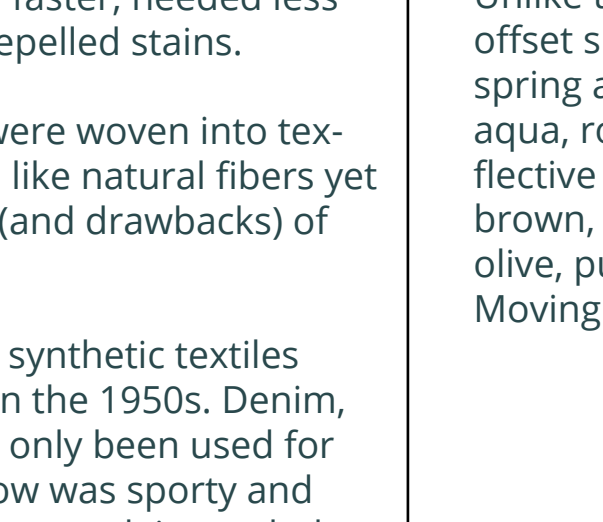 faster, needed less
epelled stains.
were woven into tex-
like natural fibers yet
(and drawbacks) of
synthetic textiles
n the 1950s. Denim,
only been used for
ow was sporty and
Unlike
offset s
spring a
aqua, ro
flective
brown,
olive, pu
Moving